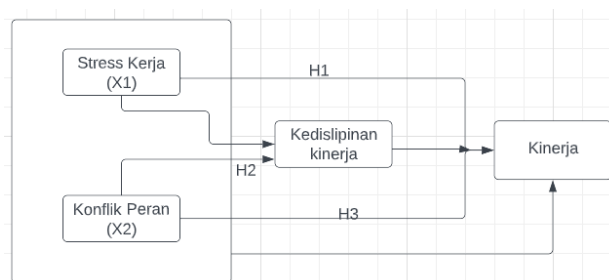 Stress Kerja
(X1)
H1
Kedislipinan
kinerja
Kinerja
H2
Konflik Peran
(X2)
H3